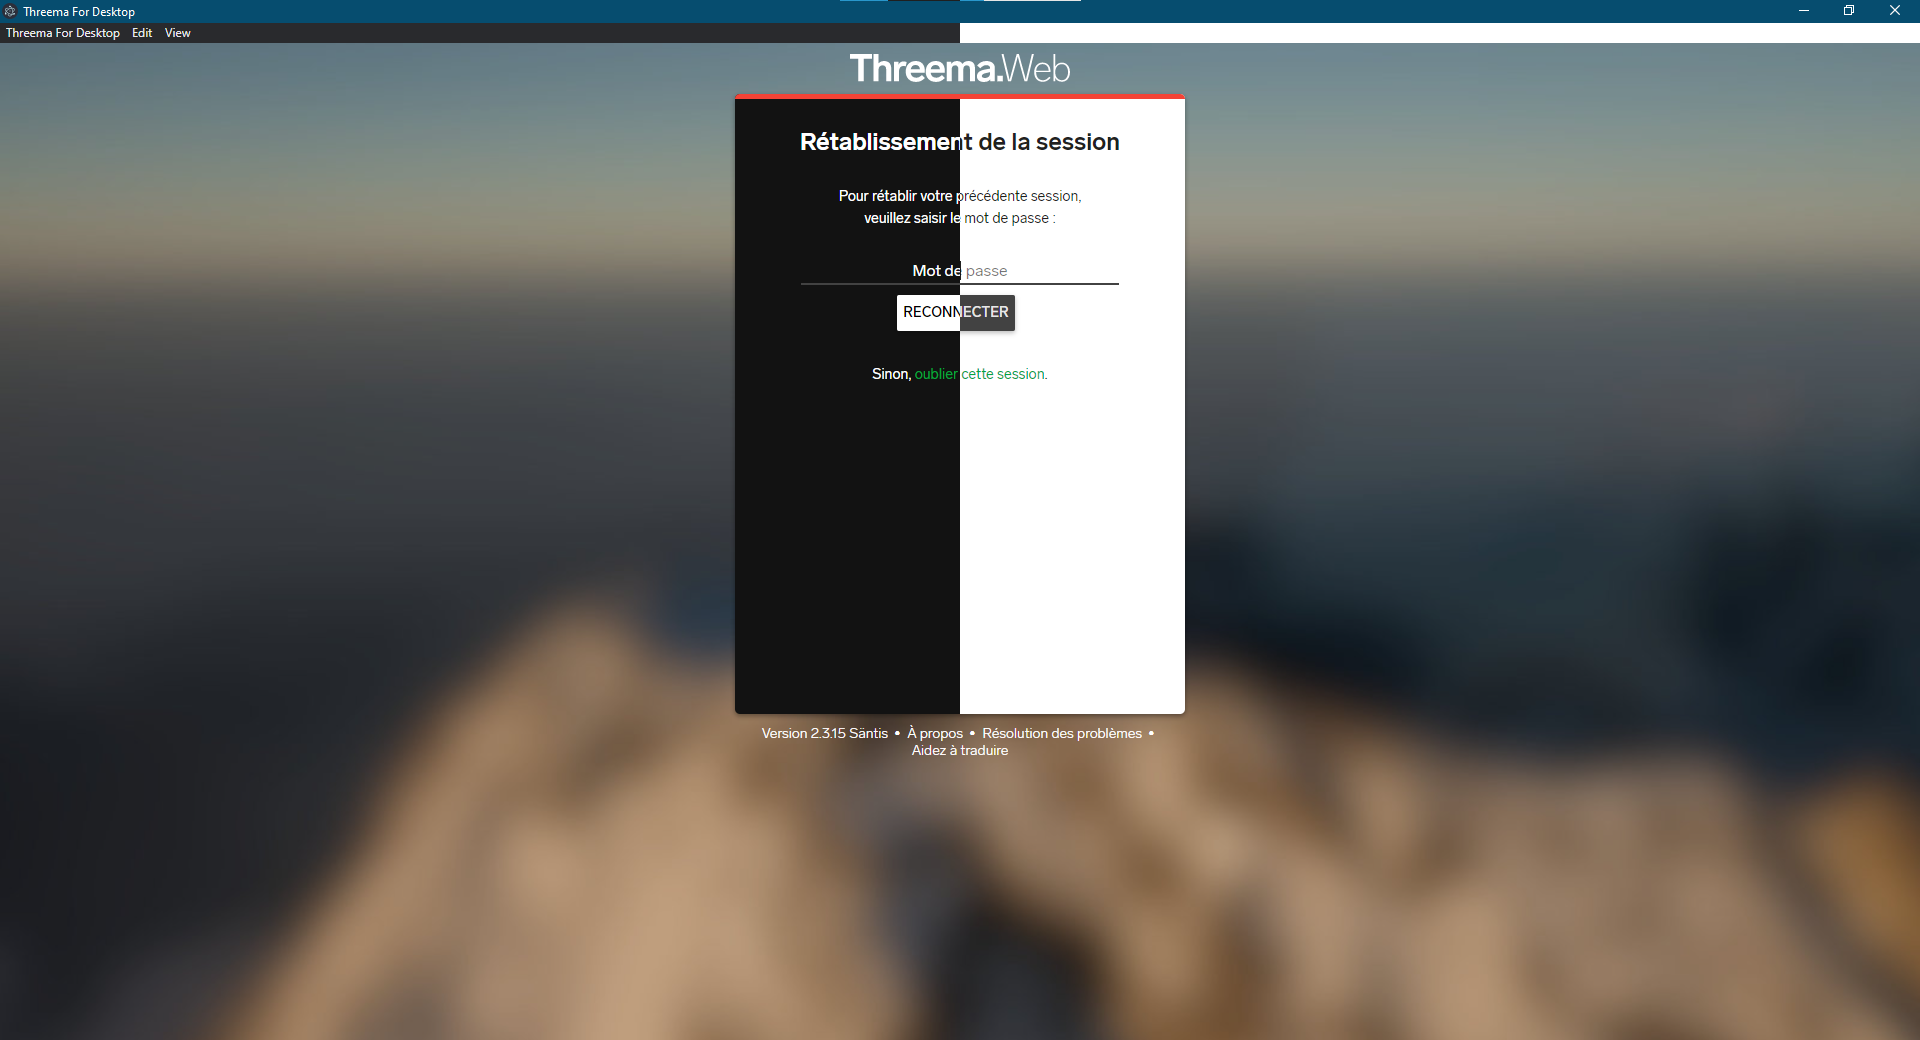 Threema For Desktop
Threema For Desktop Edit View
Threema.Web
Rétablissement de la session
Pour rétablir votre précédente session,
veuillez saisir le mot de passe :
Mot de passe
RECONNECTER
Sinon, oublier cette session.
Version 2.3.15 Säntis • À propos • Résolution des problèmes •
Aidez à traduire